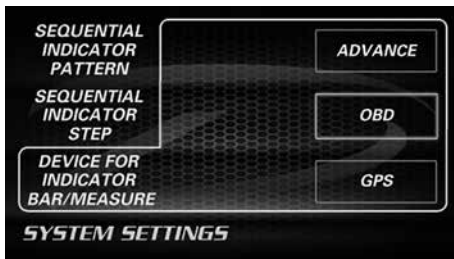 SEQUENTIAL
INDICATOR
PATTERN
ADVANCE
SEQUENTIAL
INDICATOR
STEP
OBD
DEVICE FOR
INDICATOR
BAR/MEASURE
GPS
SYSTEM SETTINGS